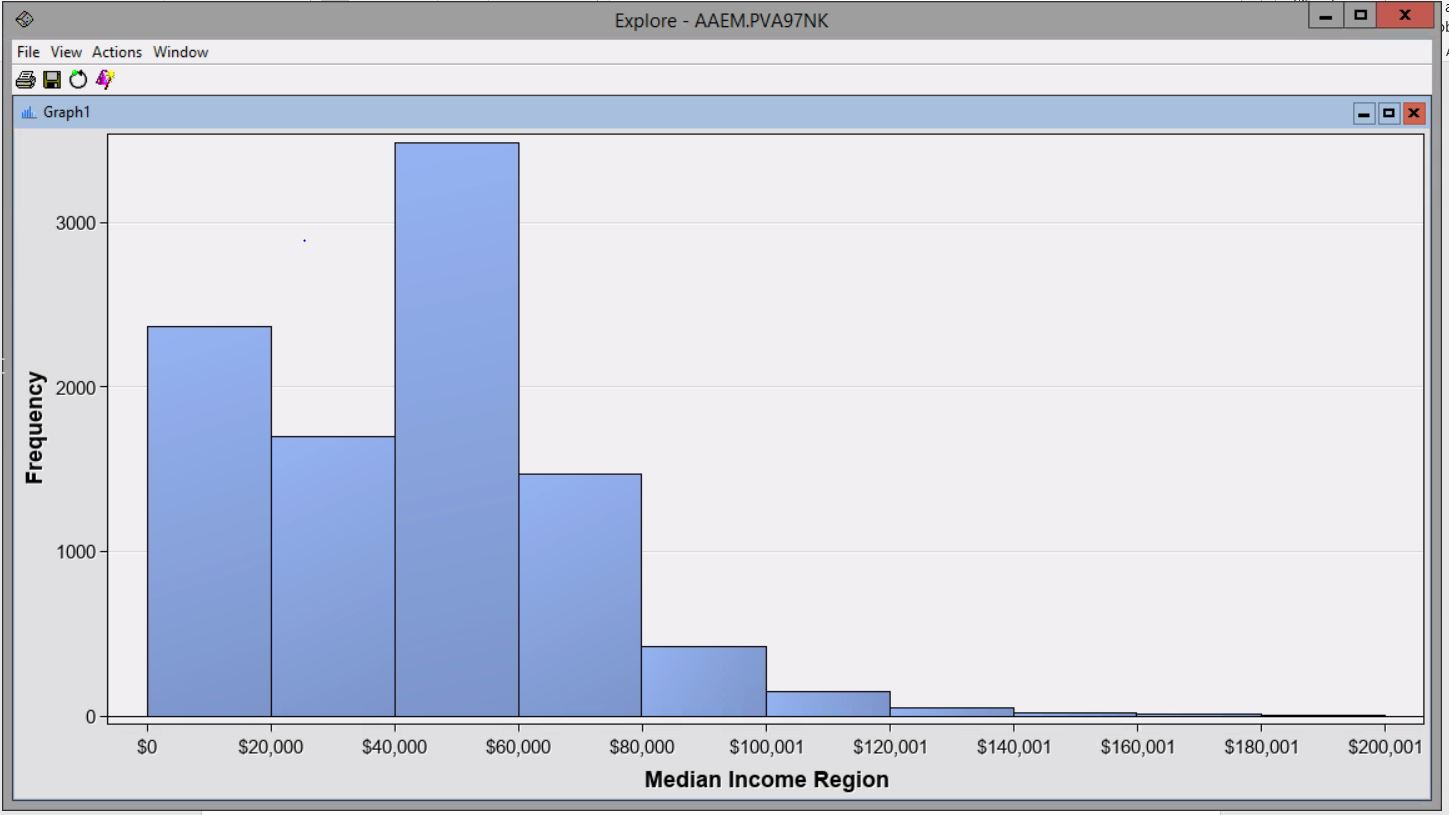 Explore - AAEM.PVA97NK
File View Actions Window
Graph1
3000
2000
1000
0
Frequency
$0 $20,000 $40,000 $60,000 $80,000 $100,001 $120,001 $140,001 $160,001 $180,001 $200,001
Median Income Region